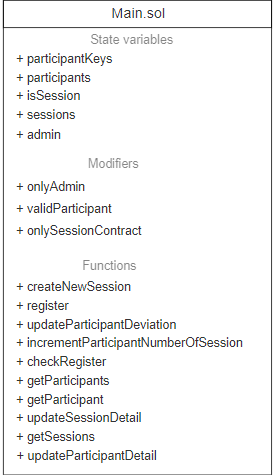 Main.sol
State variables
+ participantKeys
+ participants
+ isSession
+ sessions
+ admin
Modifiers
+ onlyAdmin
+ validParticipant
+ onlySessionContract
Functions
+ createNewSession
+ register
+ updateParticipantDeviation
+ incrementParticipantNumberOfSession
+ checkRegister
+ getParticipants
+ getParticipant
+ updateSessionDetail
+ getSessions
+ updateParticipantDetail